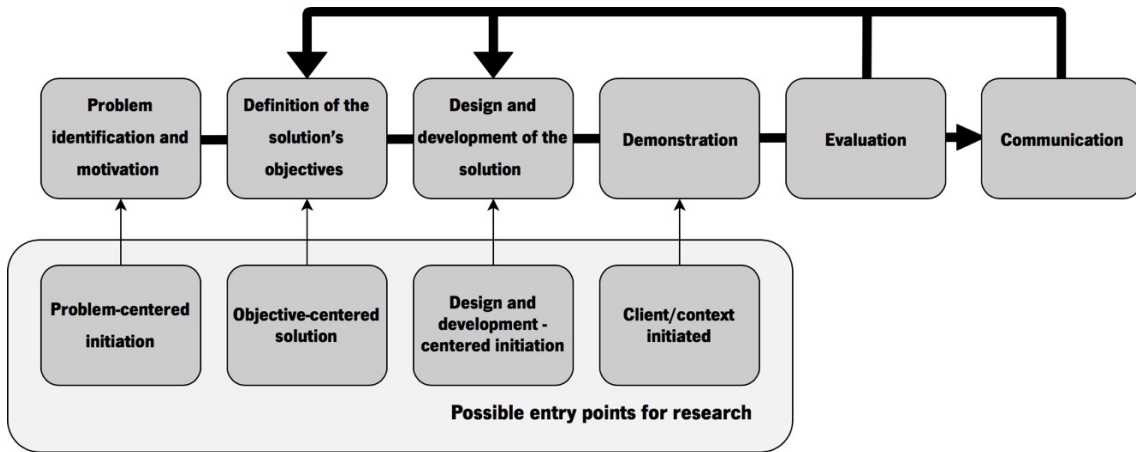 Problem
identification and
motivation
Definition of the
solution's
objectives
Design and
development of the
solution
Demonstration
Evaluation
Communication
Problem-centered
initiation
Objective-centered
solution
Design and
development -
centered initiation
Client/context
initiated
Possible entry points for research